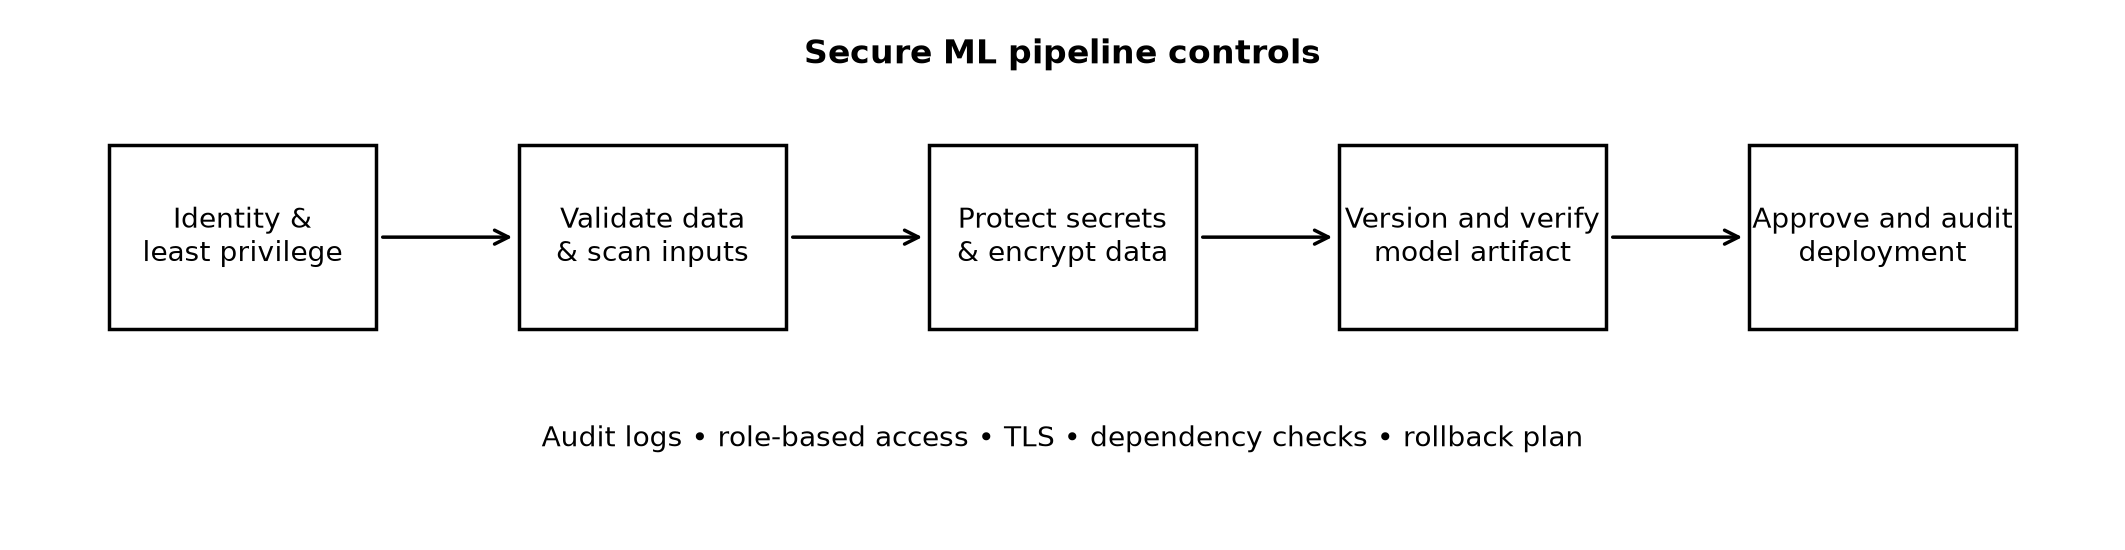 Secure ML pipeline controls
Identity &
least privilege
Validate data
& scan inputs
Protect secrets
& encrypt data
Version and verify
model artifact
Approve and audit
deployment
Audit logs • role-based access • TLS • dependency checks • rollback plan